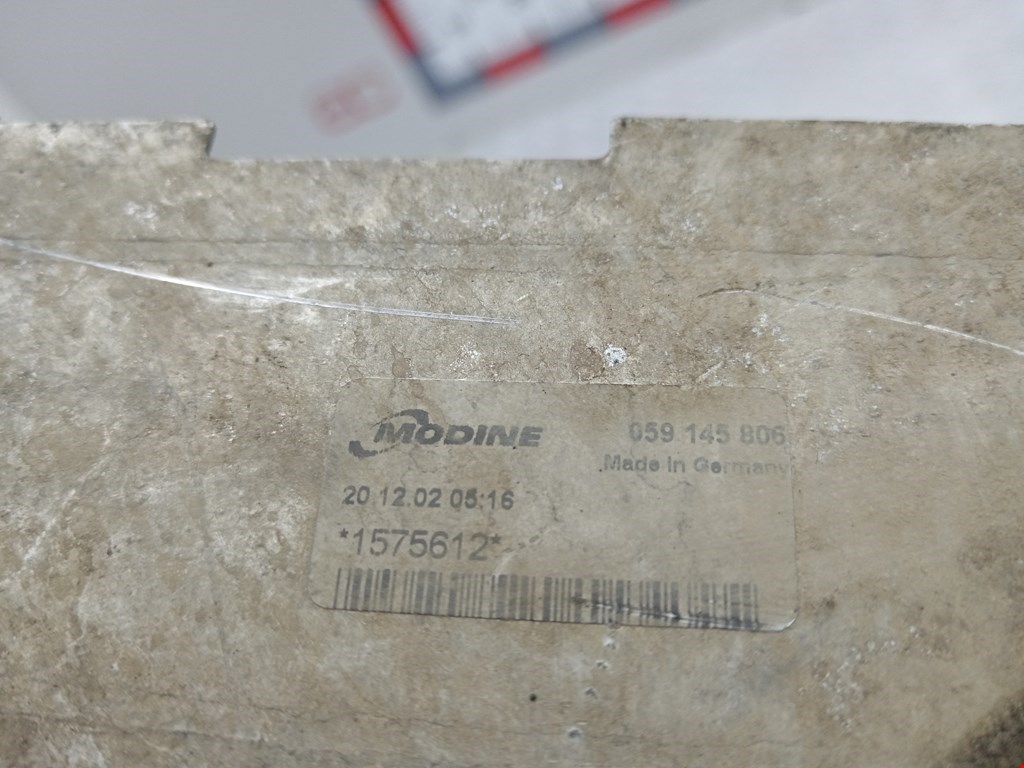 MODINE
059 145 806
Made in Germany
20.12.02 05:16
*1575612*